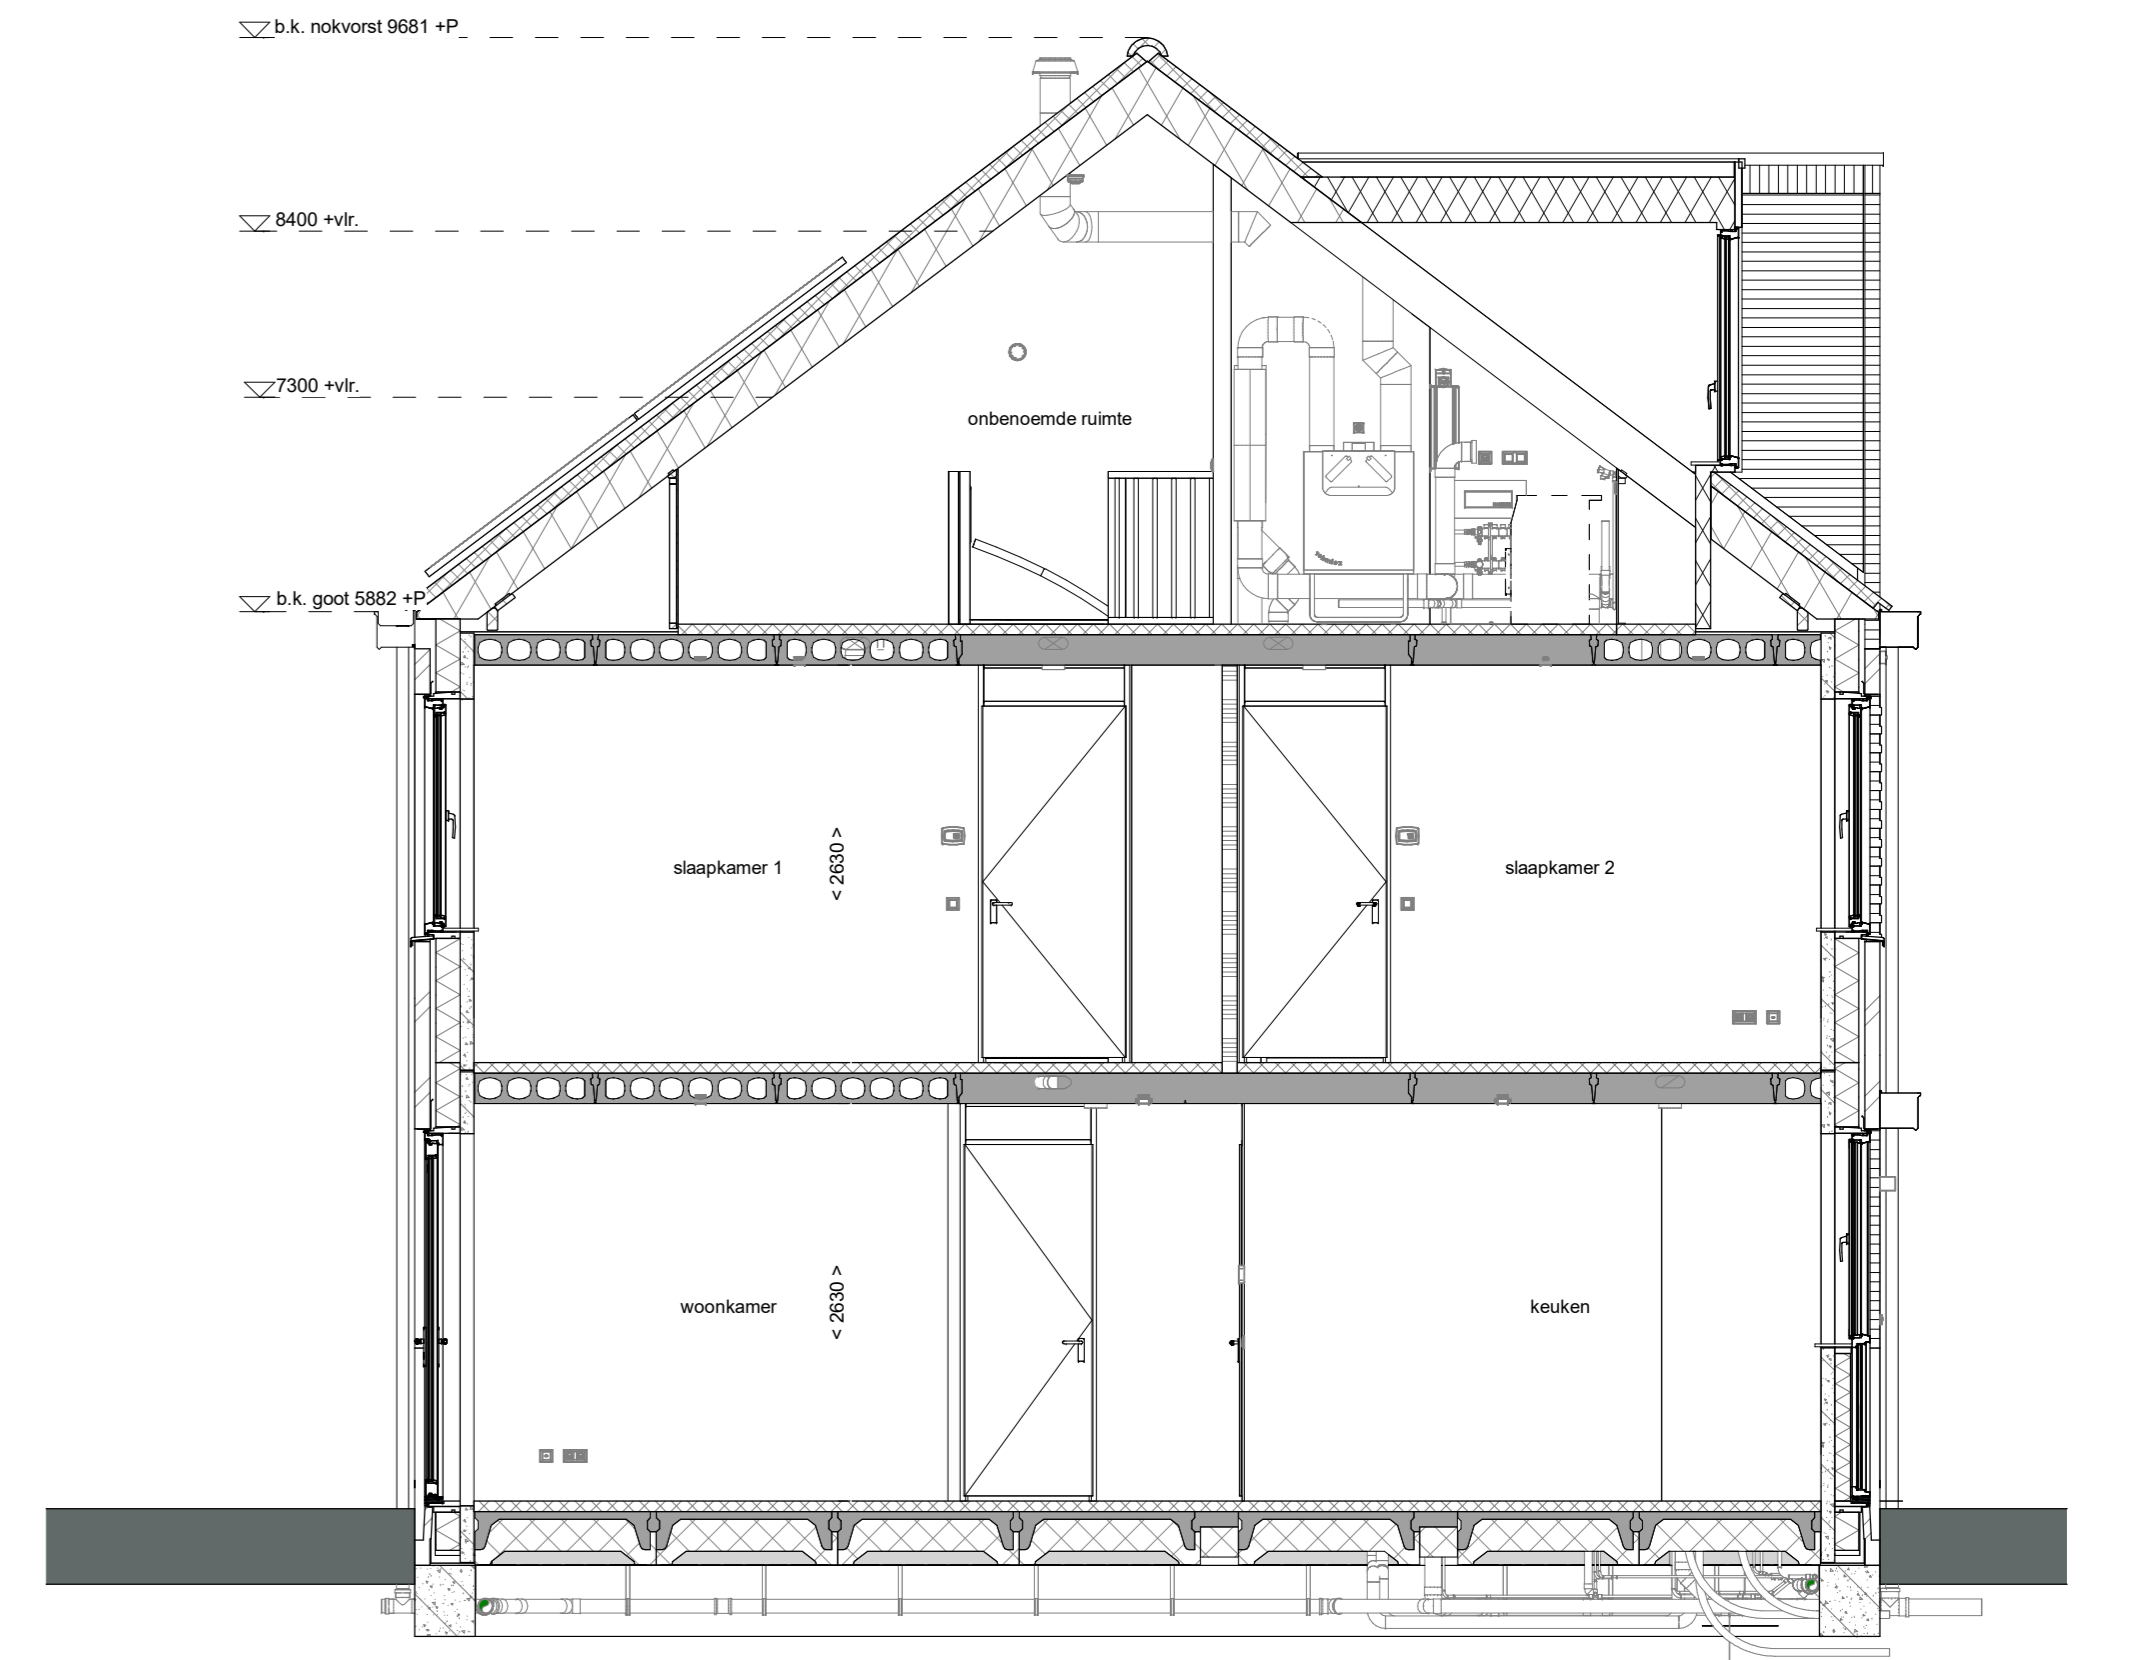 b.k. nokvorst 9681 +P
8400 +vlr.
7300 +vlr.
onbenoemde ruimte
b.k. goot 5882 +P
slaapkamer 1
< 2630 >
slaapkamer 2
woonkamer
< 2630 >
keuken